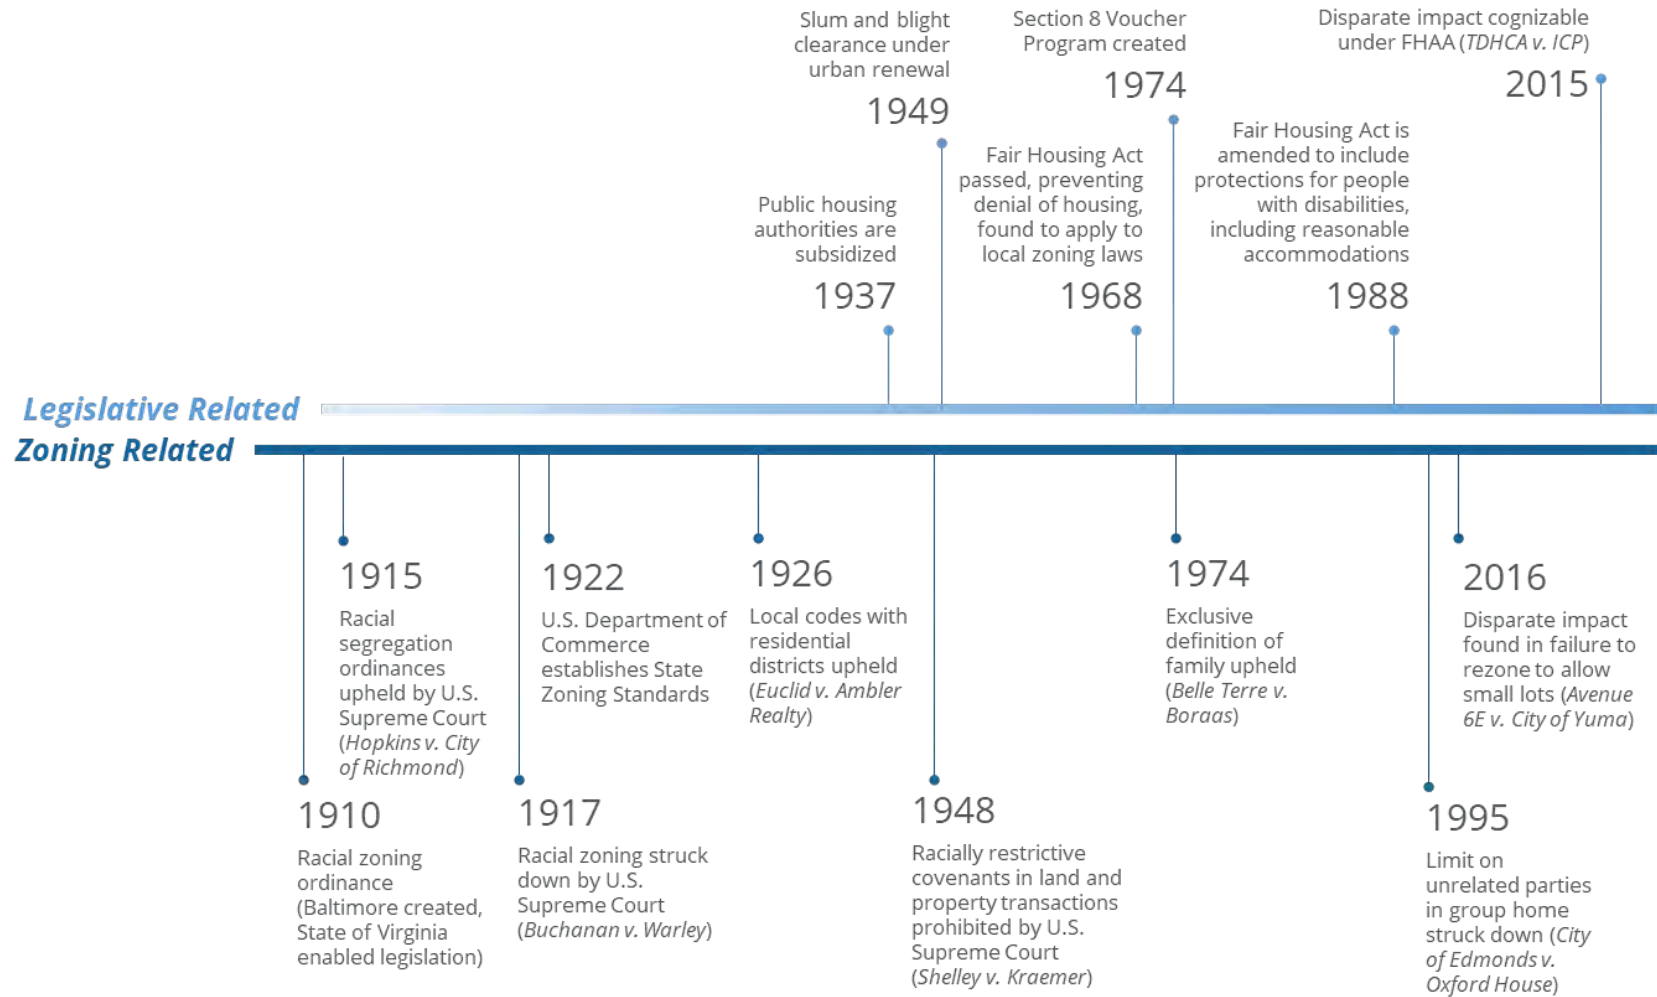 Slum and blight
clearance under
urban renewal
1949
Section 8 Voucher
Program created
1974
Disparate impact cognizable
under FHAA (TDHCA v. ICP)
2015
Public housing
authorities are
subsidized
1937
Fair Housing Act
passed, preventing
denial of housing,
found to apply to
local zoning laws
1968
Fair Housing Act is
amended to include
protections for people
with disabilities,
including reasonable
accommodations
1988
Legislative Related
Zoning Related
1915
Racial
segregation
ordinances
upheld by U.S.
Supreme Court
(Hopkins v. City
of Richmond)
1922
U.S. Department of
Commerce
establishes State
Zoning Standards
1926
Local codes with
residential
districts upheld
(Euclid v. Ambler
Realty)
1974
Exclusive
definition of
family upheld
(Belle Terre v.
Boraas)
2016
Disparate impact
found in failure to
rezone to allow
small lots (Avenue
6E v. City of Yuma)
1910
Racial zoning
ordinance
(Baltimore created,
State of Virginia
enabled legislation)
1917
Racial zoning struck
down by U.S.
Supreme Court
(Buchanan v. Warley)
1948
Racially restrictive
covenants in land and
property transactions
prohibited by U.S.
Supreme Court
(Shelley v. Kraemer)
1995
Limit on
unrelated parties
in group home
struck down (City
of Edmonds v.
Oxford House)